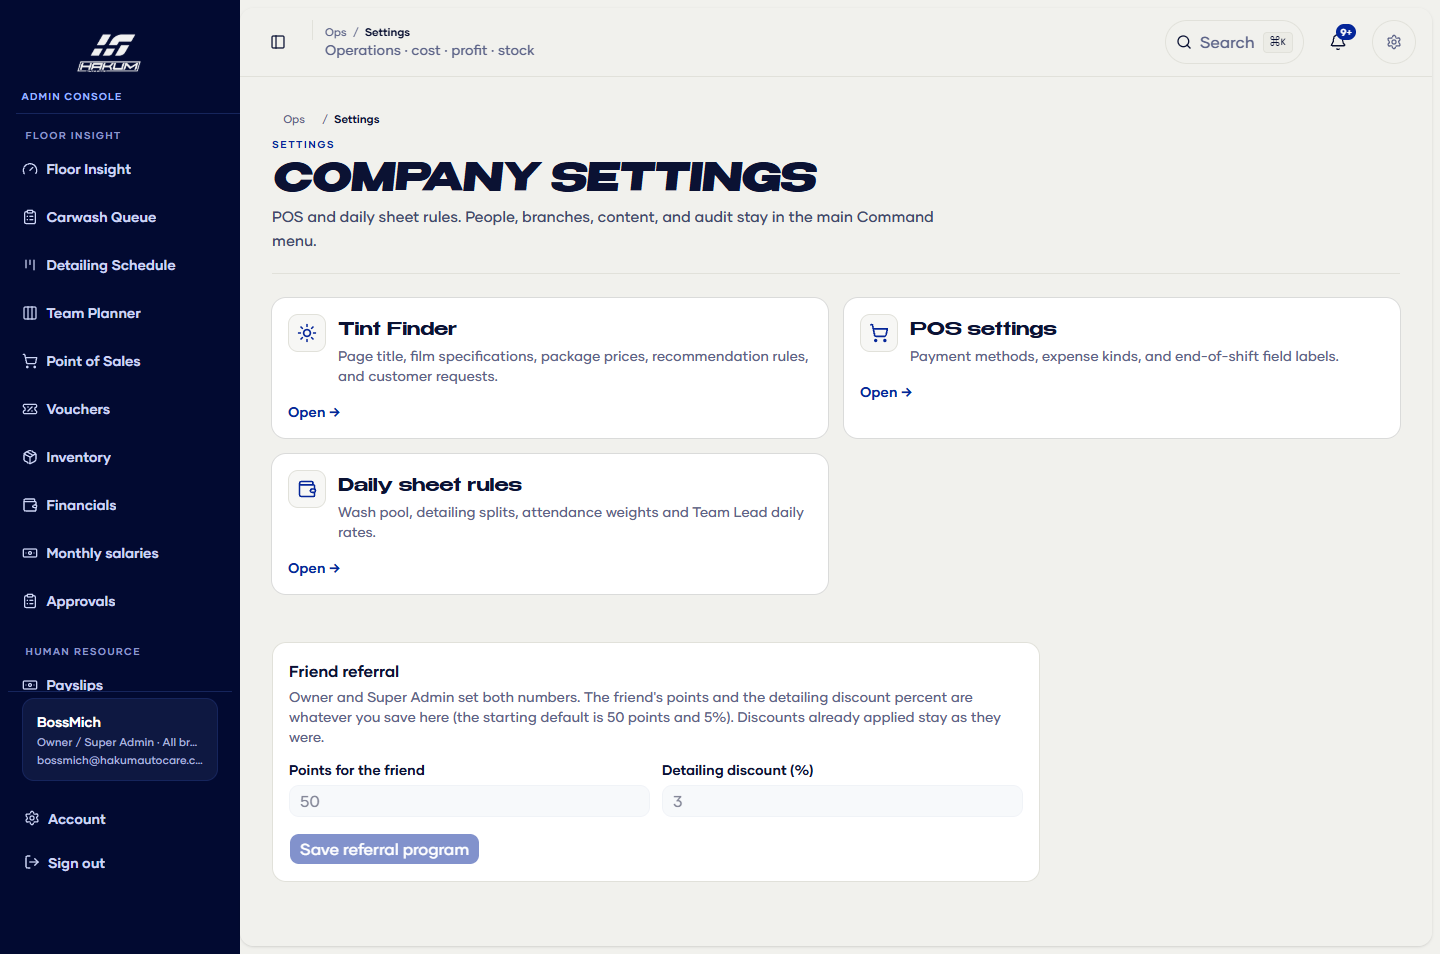 HAKUM
ADMIN CONSOLE
FLOOR INSIGHT
Floor Insight
Carwash Queue
Detailing Schedule
Team Planner
Point of Sales
Vouchers
Inventory
Financials
Monthly salaries
Approvals
HUMAN RESOURCE
Payslips
BossMich
Owner / Super Admin · All br...
bossmich@hakumautocare.c...
Account
Sign out
Ops / Settings
Operations · cost · profit · stock
Search ⌘K
9+
Ops / Settings
SETTINGS
COMPANY SETTINGS
POS and daily sheet rules. People, branches, content, and audit stay in the main Command
menu.
Tint Finder
Page title, film specifications, package prices, recommendation rules,
and customer requests.
Open →
POS settings
Payment methods, expense kinds, and end-of-shift field labels.
Open →
Daily sheet rules
Wash pool, detailing splits, attendance weights and Team Lead daily
rates.
Open →
Friend referral
Owner and Super Admin set both numbers. The friend's points and the detailing discount percent are
whatever you save here (the starting default is 50 points and 5%). Discounts already applied stay as they
were.
Points for the friend
50
Detailing discount (%)
3
Save referral program